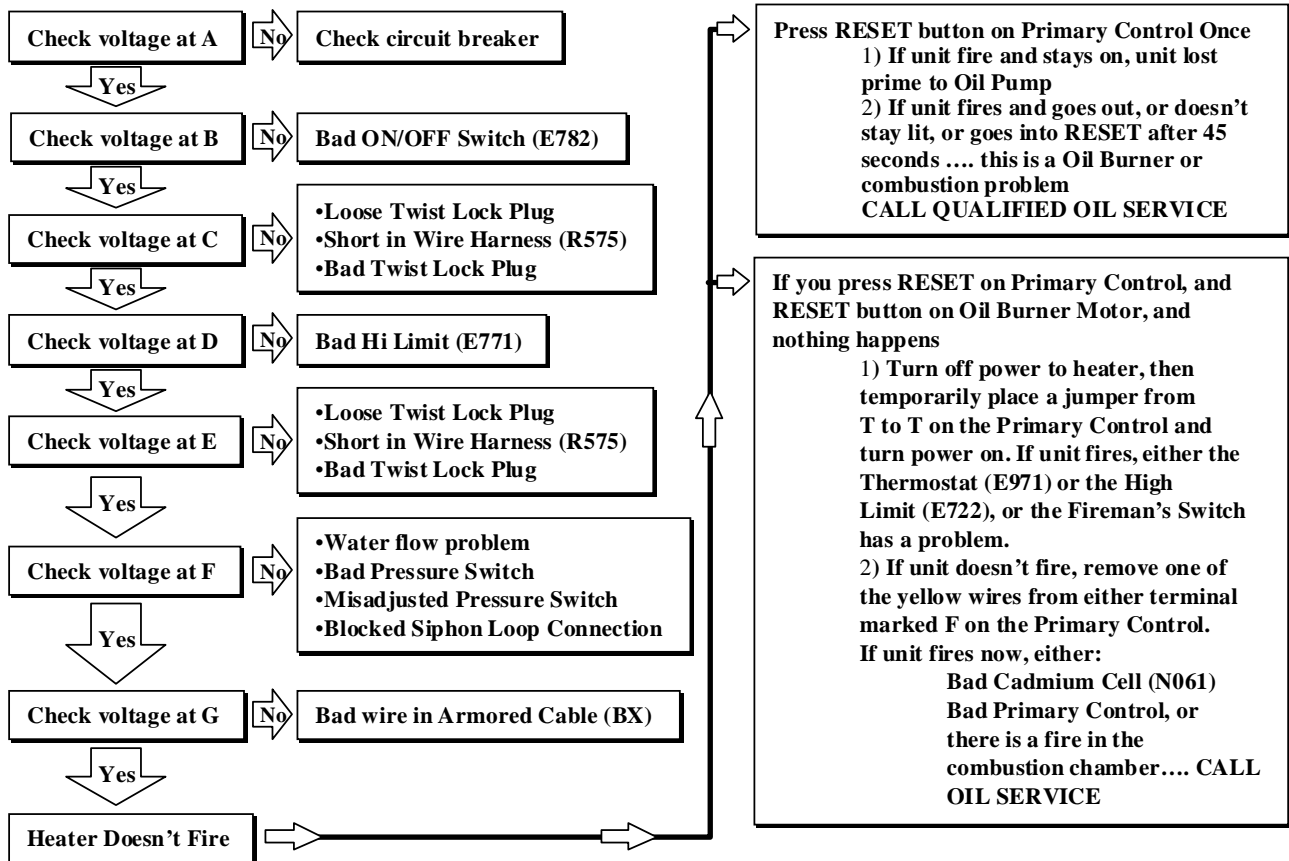 Check voltage at A
No
Check circuit breaker
Yes
Check voltage at B
No
Bad ON/OFF Switch (E782)
Yes
Check voltage at C
No
•Loose Twist Lock Plug
•Short in Wire Harness (R575)
•Bad Twist Lock Plug
Yes
Check voltage at D
No
Bad Hi Limit (E771)
Yes
Check voltage at E
No
•Loose Twist Lock Plug
•Short in Wire Harness (R575)
•Bad Twist Lock Plug
Yes
Check voltage at F
No
•Water flow problem
•Bad Pressure Switch
•Misadjusted Pressure Switch
•Blocked Siphon Loop Connection
Yes
Check voltage at G
No
Bad wire in Armored Cable (BX)
Yes
Heater Doesn't Fire
Press RESET button on Primary Control Once
1) If unit fire and stays on, unit lost
prime to Oil Pump
2) If unit fires and goes out, or doesn't
stay lit, or goes into RESET after 45
seconds .... this is a Oil Burner or
combustion problem
CALL QUALIFIED OIL SERVICE
If you press RESET on Primary Control, and
RESET button on Oil Burner Motor, and
nothing happens
1) Turn off power to heater, then
temporarily place a jumper from
T to T on the Primary Control and
turn power on. If unit fires, either the
Thermostat (E971) or the High
Limit (E722), or the Fireman's Switch
has a problem.
2) If unit doesn't fire, remove one of
the yellow wires from either terminal
marked F on the Primary Control.
If unit fires now, either:
Bad Cadmium Cell (N061)
Bad Primary Control, or
there is a fire in the
combustion chamber.... CALL
OIL SERVICE